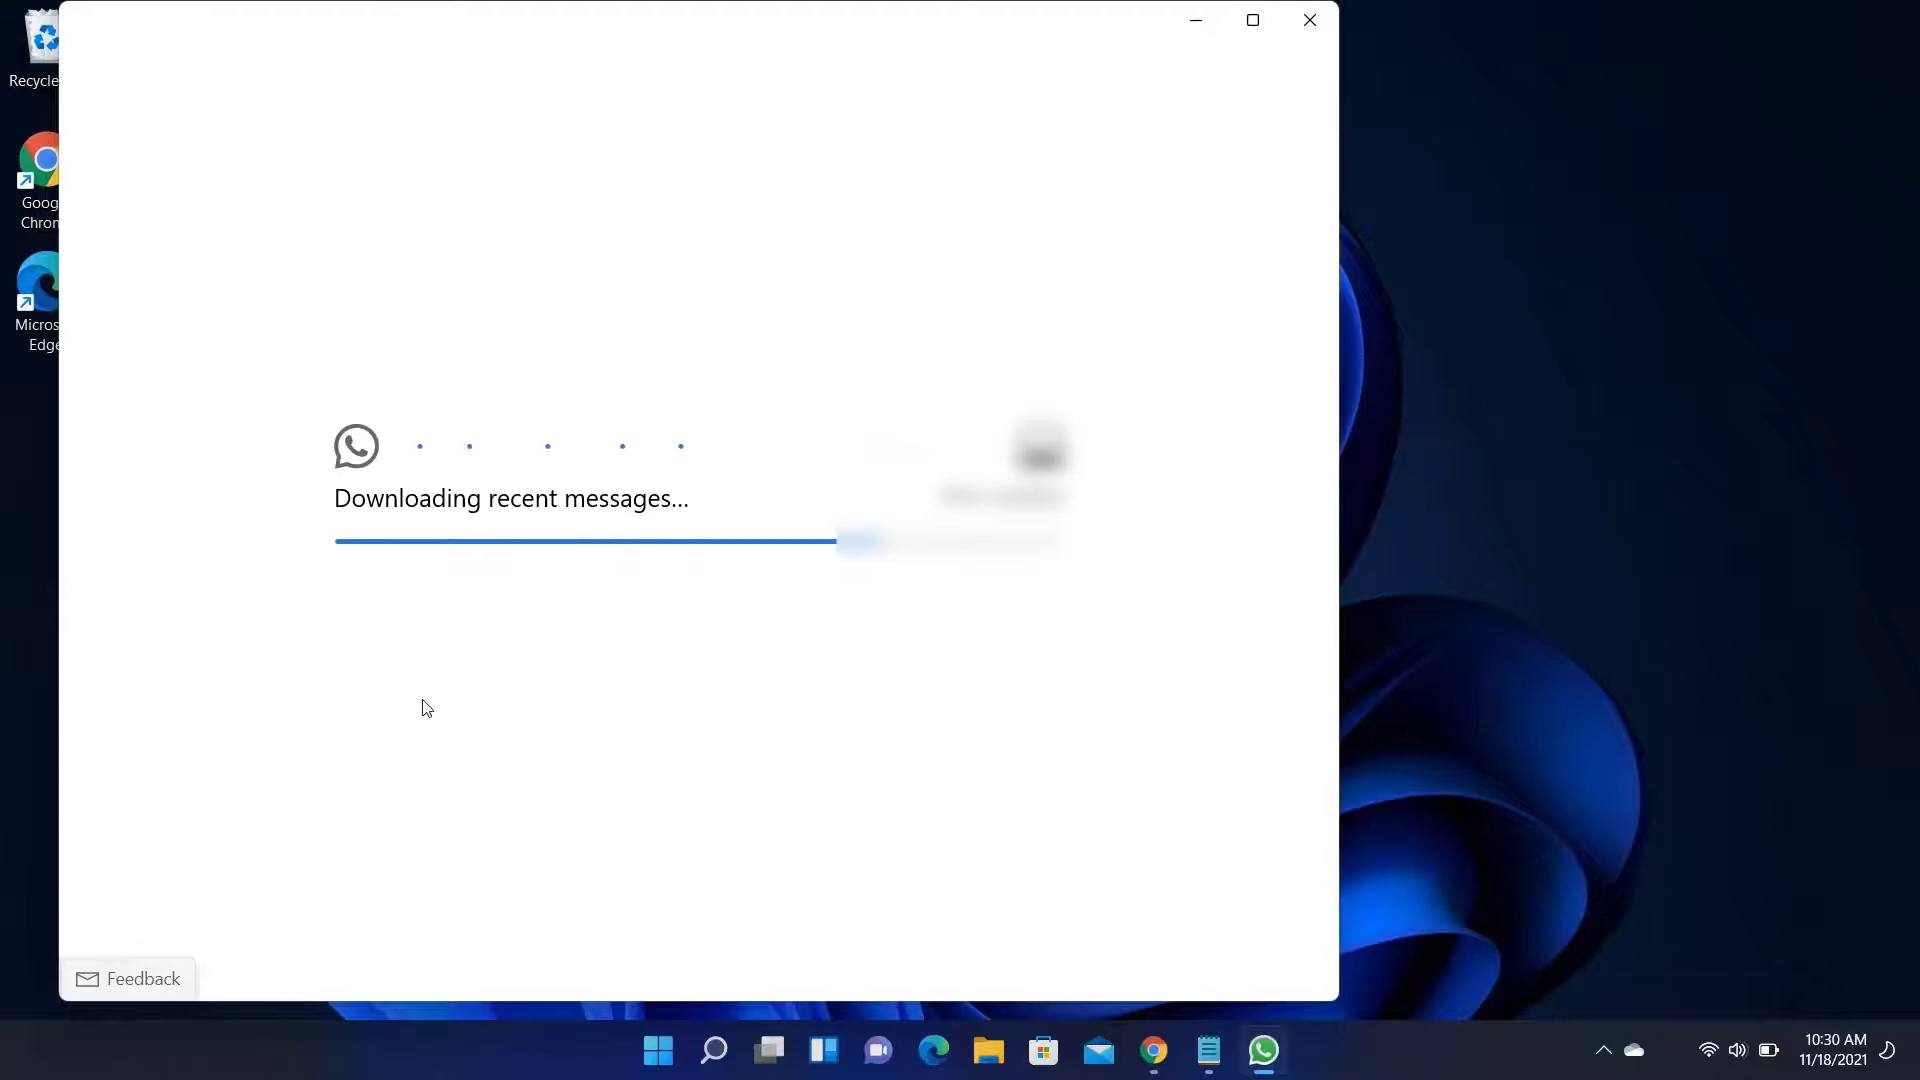 Recycle
Goog
Chron
Micros
Edge
Downloading recent messages...
Feedback
10:30 AM
11/18/2021